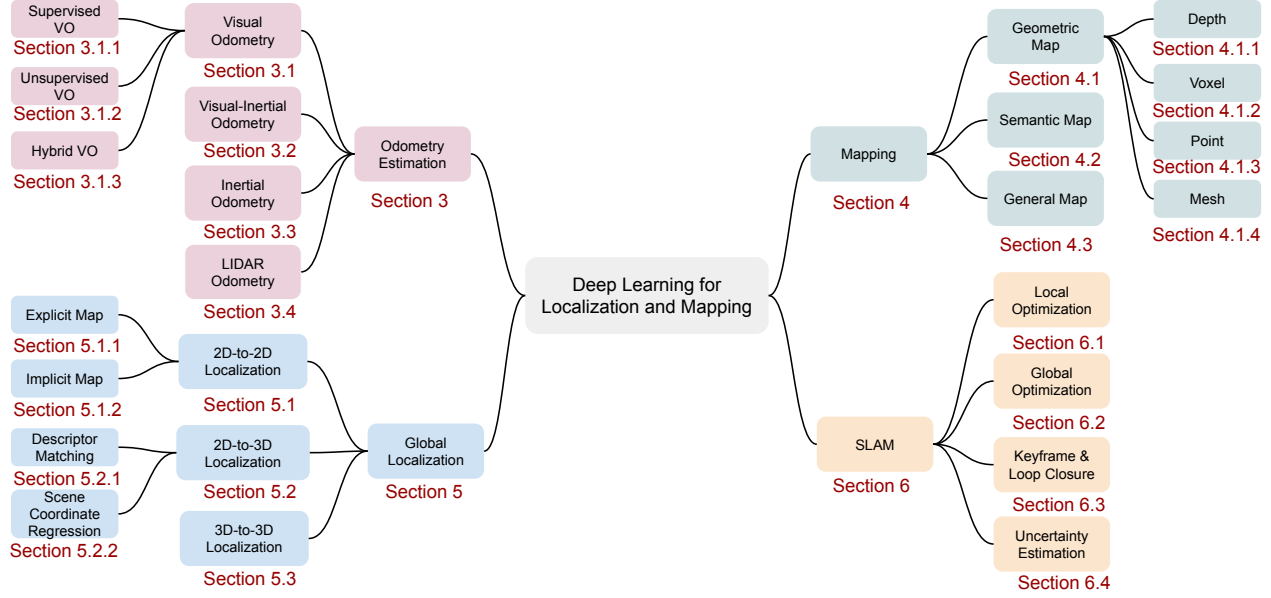 Supervised
VO
Section 3.1.1
Unsupervised
VO
Section 3.1.2
Hybrid VO
Section 3.1.3
Visual
Odometry
Section 3.1
Visual-Inertial
Odometry
Section 3.2
Inertial
Odometry
Section 3.3
LIDAR
Odometry
Section 3.4
Odometry
Estimation
Section 3
Explicit Map
Section 5.1.1
Implicit Map
Section 5.1.2
Descriptor
Matching
Section 5.2.1
Scene
Coordinate
Regression
Section 5.2.2
2D-to-2D
Localization
Section 5.1
2D-to-3D
Localization
Section 5.2
3D-to-3D
Localization
Section 5.3
Global
Localization
Section 5
Deep Learning for
Localization and Mapping
Mapping
Section 4
Geometric
Map
Section 4.1
Semantic Map
Section 4.2
General Map
Section 4.3
Depth
Section 4.1.1
Voxel
Section 4.1.2
Point
Section 4.1.3
Mesh
Section 4.1.4
SLAM
Section 6
Local
Optimization
Section 6.1
Global
Optimization
Section 6.2
Keyframe &
Loop Closure
Section 6.3
Uncertainty
Estimation
Section 6.4